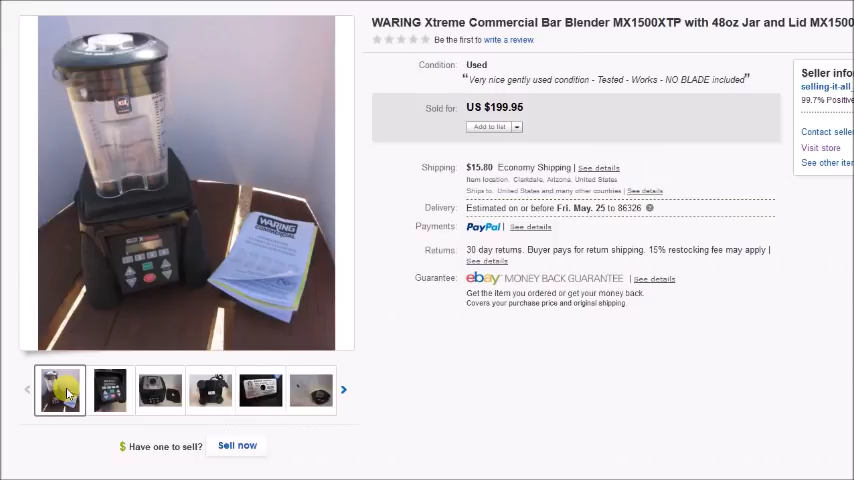 WARING Xtreme Commercial Bar Blender MX1500XTP with 48oz Jar and Lid MX1500
Be the first to write a review.
Condition: Used
"Very nice gently used condition - Tested - Works - NO BLADE included"
Sold for: US $199.95
Add to list
Shipping: $15.80 Economy Shipping | See details
Item location: Clarkdale, Arizona, United States
Ships to: United States and many other countries | See details
Delivery: Estimated on or before Fri. May. 25 to 86326
Payments: PayPal | See details
Returns: 30 day returns. Buyer pays for return shipping. 15% restocking fee may apply |
See details
Guarantee: ebay MONEY BACK GUARANTEE | See details
Get the item you ordered or get your money back.
Covers your purchase price and original shipping.
Seller info
selling-it-all
99.7% Positive
Contact seller
Visit store
See other item
WARING
COMMERCIAL
$ Have one to sell? Sell now